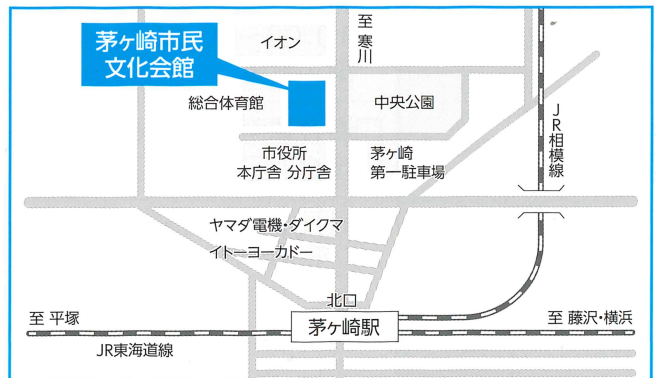 茅ヶ崎市民
文化会館
イオン
至 寒川
総合体育館
中央公園
JR相模線
市役所
本庁舎 分庁舎
茅ヶ崎
第一駐車場
ヤマダ電機・ダイクマ
イトーヨーカドー
北口
至 平塚
茅ヶ崎駅
至 藤沢・横浜
JR東海道線